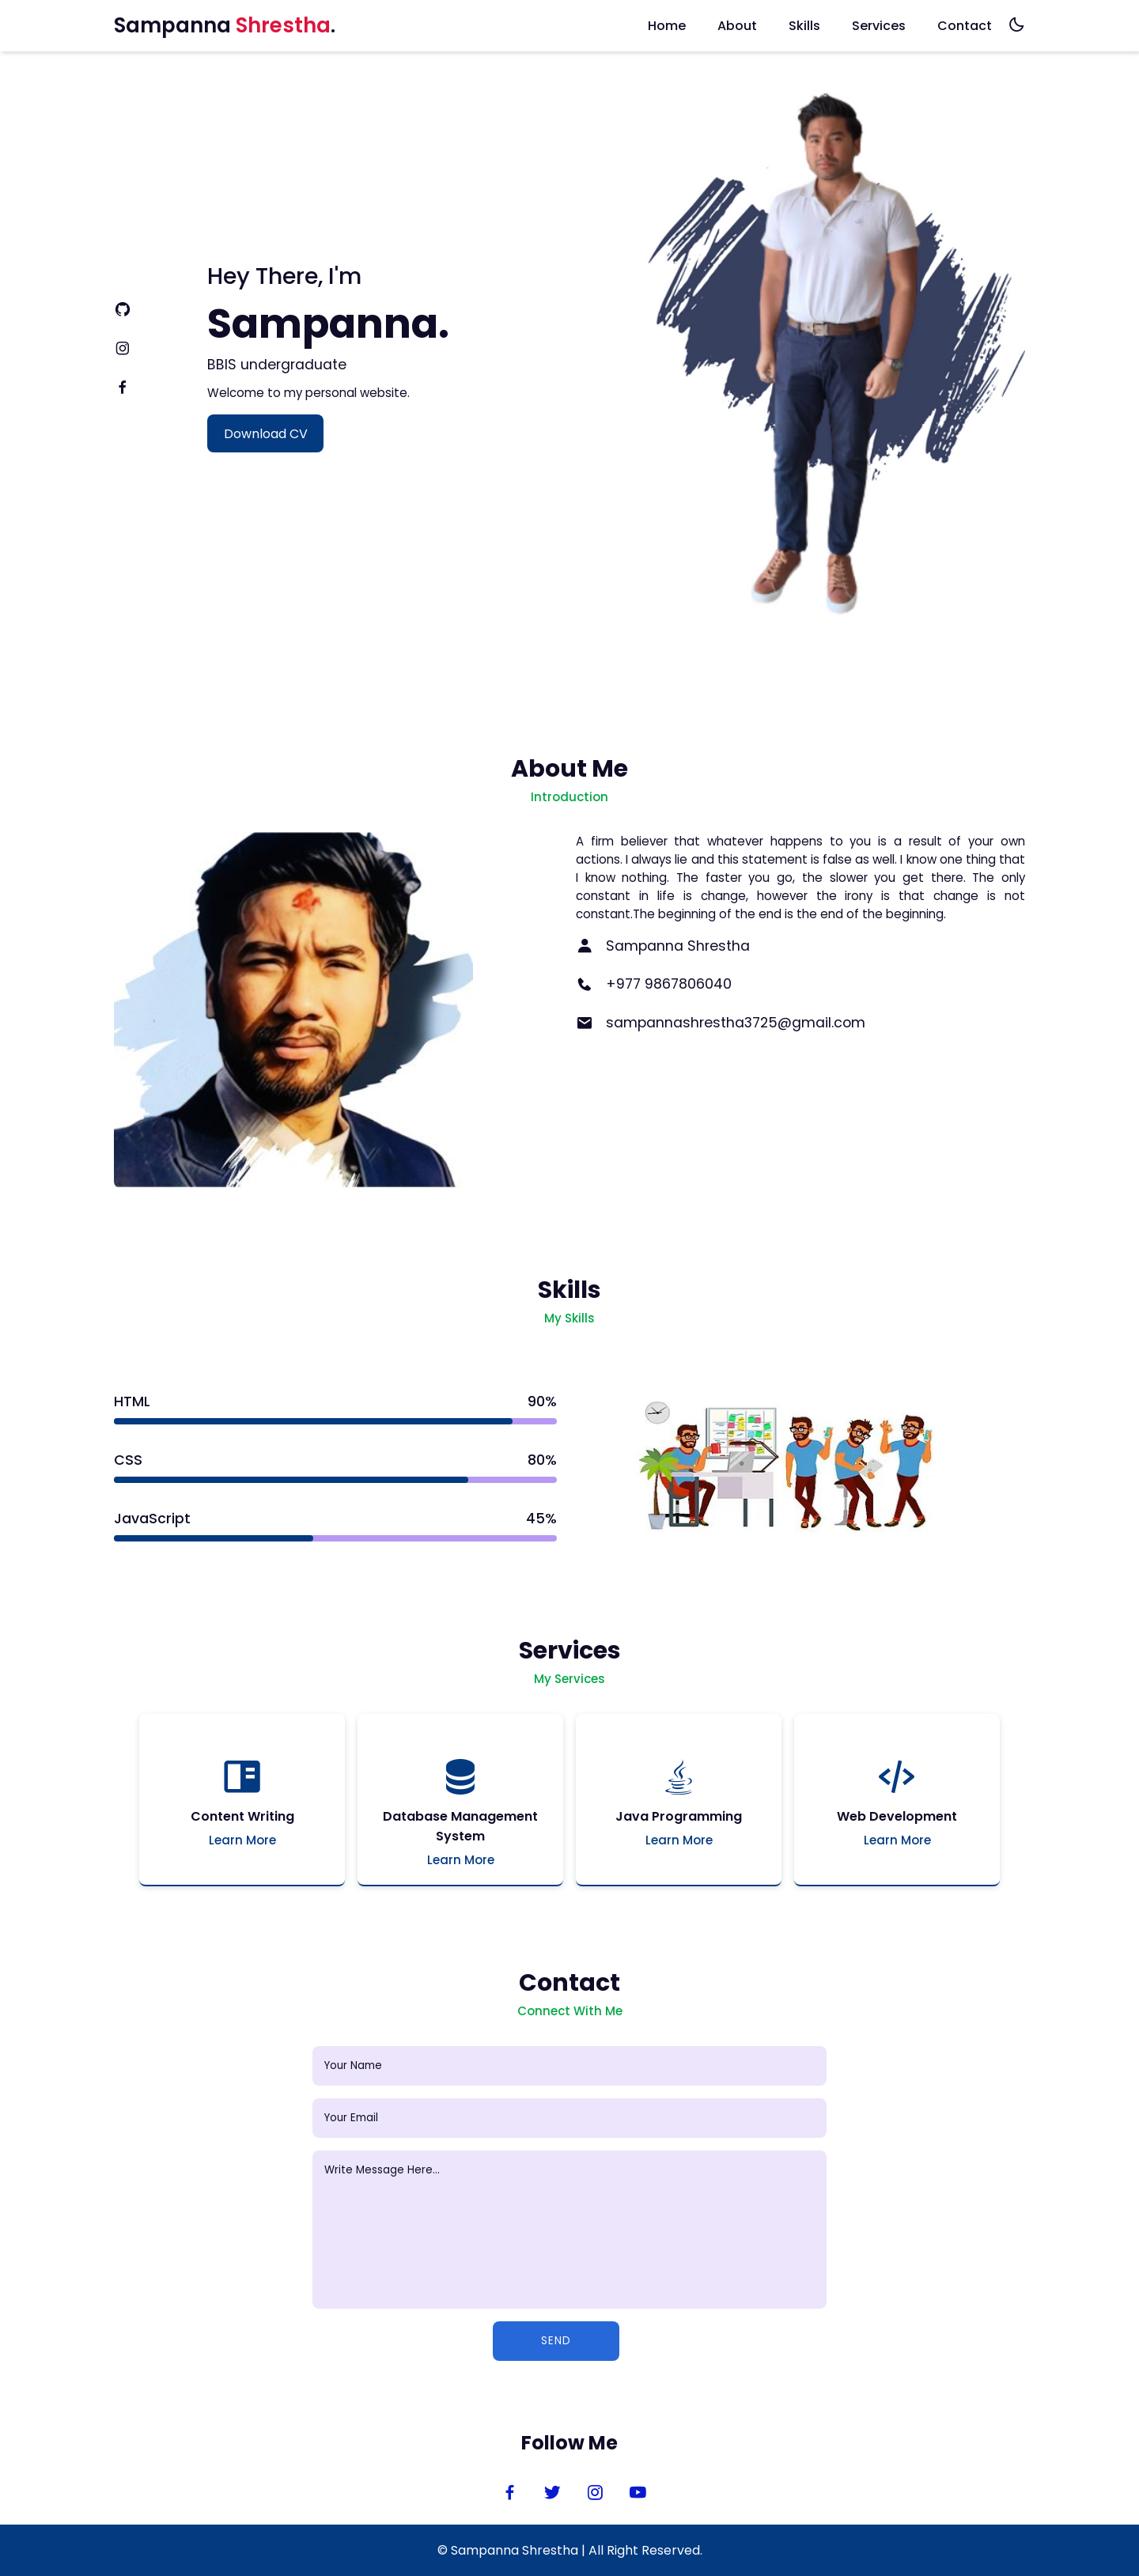 Sampanna Shrestha.
Home About Skills Services Contact
Hey There, I'm
Sampanna.
BBIS undergraduate
Welcome to my personal website.
Download CV
About Me
Introduction
A firm believer that whatever happens to you is a result of your own
actions. I always lie and this statement is false as well. I know one thing that
I know nothing. The faster you go, the slower you get there. The only
constant in life is change, however the irony is that change is not
constant.The beginning of the end is the end of the beginning.
Sampanna Shrestha
+977 9867806040
sampannashrestha3725@gmail.com
Skills
My Skills
HTML 90%
CSS 80%
JavaScript 45%
Services
My Services
Content Writing
Learn More
Database Management
System
Learn More
Java Programming
Learn More
Web Development
Learn More
Contact
Connect With Me
Your Name
Your Email
Write Message Here...
SEND
Follow Me
© Sampanna Shrestha | All Right Reserved.